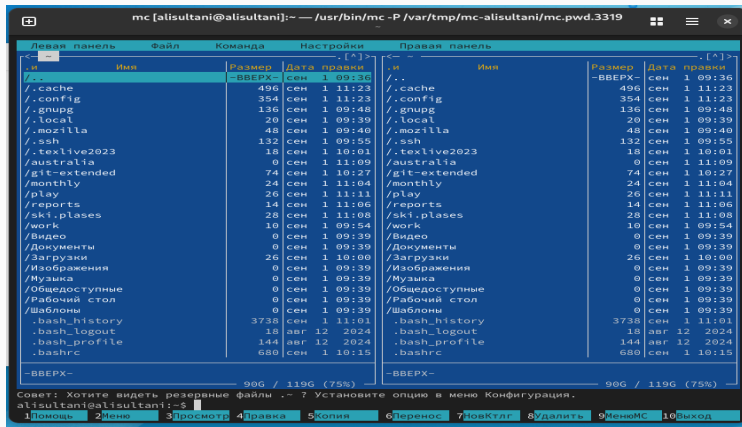 mc [alisultani@alisultani]:~ — /usr/bin/mc -P /var/tmp/mc-alisultani/mc.pwd.3319
~
Левая панель Файл Команда Настройки Правая панель
<— ~ .[^]> <— ~ .[^]>
.и Имя Размер Дата правки .и Имя Размер Дата правки
/.. -ВВЕРХ- сен 1 09:36 /.. -ВВЕРХ- сен 1 09:36
/.cache 496 сен 1 11:23 /.cache 496 сен 1 11:23
/.config 354 сен 1 11:23 /.config 354 сен 1 11:23
/.gnupg 136 сен 1 09:48 /.gnupg 136 сен 1 09:48
/.local 20 сен 1 09:39 /.local 20 сен 1 09:39
/.mozilla 48 сен 1 09:40 /.mozilla 48 сен 1 09:40
/.ssh 132 сен 1 09:55 /.ssh 132 сен 1 09:55
/.texlive2023 18 сен 1 10:01 /.texlive2023 18 сен 1 10:01
/australia 0 сен 1 11:09 /australia 0 сен 1 11:09
/git-extended 74 сен 1 10:27 /git-extended 74 сен 1 10:27
/monthly 24 сен 1 11:04 /monthly 24 сен 1 11:04
/play 26 сен 1 11:11 /play 26 сен 1 11:11
/reports 14 сен 1 11:06 /reports 14 сен 1 11:06
/ski.plases 28 сен 1 11:08 /ski.plases 28 сен 1 11:08
/work 10 сен 1 09:54 /work 10 сен 1 09:54
/Видео 0 сен 1 09:39 /Видео 0 сен 1 09:39
/Документы 0 сен 1 09:39 /Документы 0 сен 1 09:39
/Загрузки 26 сен 1 10:00 /Загрузки 26 сен 1 10:00
/Изображения 0 сен 1 09:39 /Изображения 0 сен 1 09:39
/Музыка 0 сен 1 09:39 /Музыка 0 сен 1 09:39
/Общедоступные 0 сен 1 09:39 /Общедоступные 0 сен 1 09:39
/Рабочий стол 0 сен 1 09:39 /Рабочий стол 0 сен 1 09:39
/Шаблоны 0 сен 1 09:39 /Шаблоны 0 сен 1 09:39
.bash_history 3738 сен 1 11:01 .bash_history 3738 сен 1 11:01
.bash_logout 18 авг 12 2024 .bash_logout 18 авг 12 2024
.bash_profile 144 авг 12 2024 .bash_profile 144 авг 12 2024
.bashrc 680 сен 1 10:15 .bashrc 680 сен 1 10:15
-ВВЕРХ- -ВВЕРХ-
90G / 119G (75%) 90G / 119G (75%)
Совет: Хотите видеть резервные файлы .~ ? Установите опцию в меню Конфигурация.
alisultani@alisultani:~$
1Помощь 2Меню 3Просмотр 4Правка 5Копия 6Перенос 7НовКтлг 8Удалить 9МенюМС 10Выход